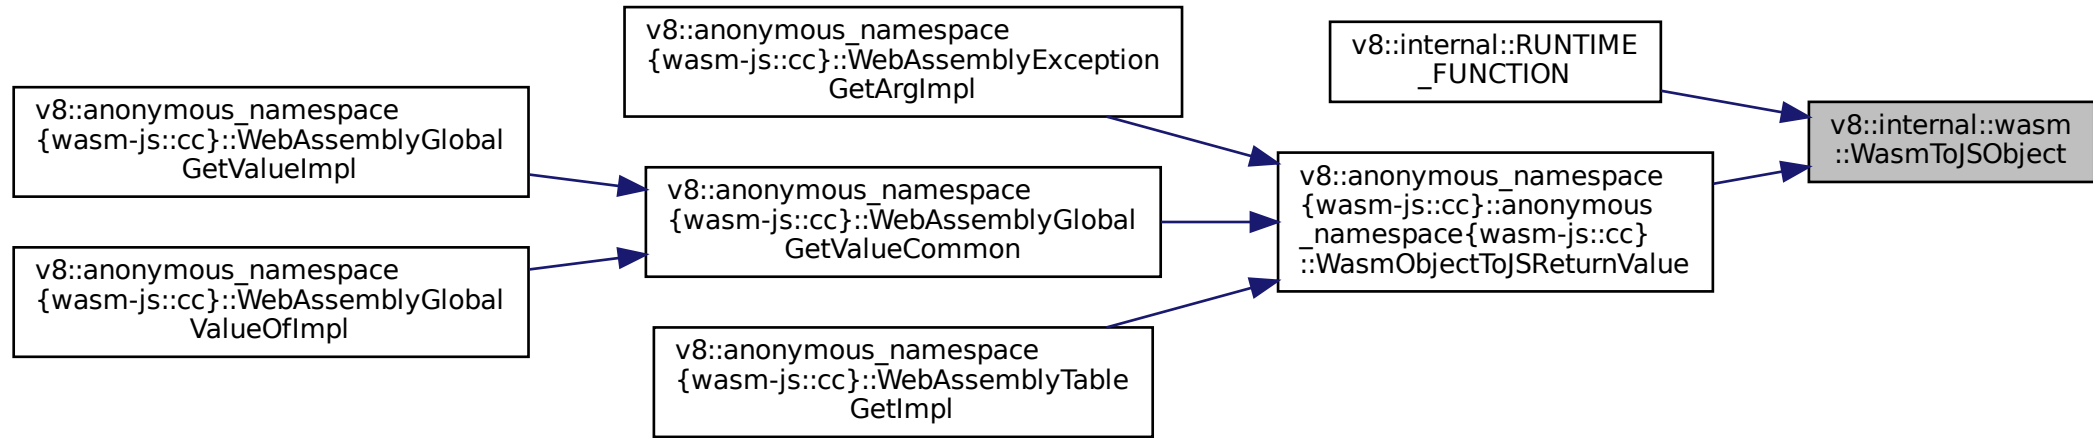 v8::anonymous_namespace
{wasm-js::cc}::WebAssemblyGlobal
GetValueImpl
v8::anonymous_namespace
{wasm-js::cc}::WebAssemblyGlobal
ValueOfImpl
v8::anonymous_namespace
{wasm-js::cc}::WebAssemblyException
GetArgImpl
v8::anonymous_namespace
{wasm-js::cc}::WebAssemblyGlobal
GetValueCommon
v8::anonymous_namespace
{wasm-js::cc}::WebAssemblyTable
GetImpl
v8::internal::RUNTIME
_FUNCTION
v8::anonymous_namespace
{wasm-js::cc}::anonymous
_namespace{wasm-js::cc}
::WasmObjectToJSReturnValue
v8::internal::wasm
::WasmToJSObject